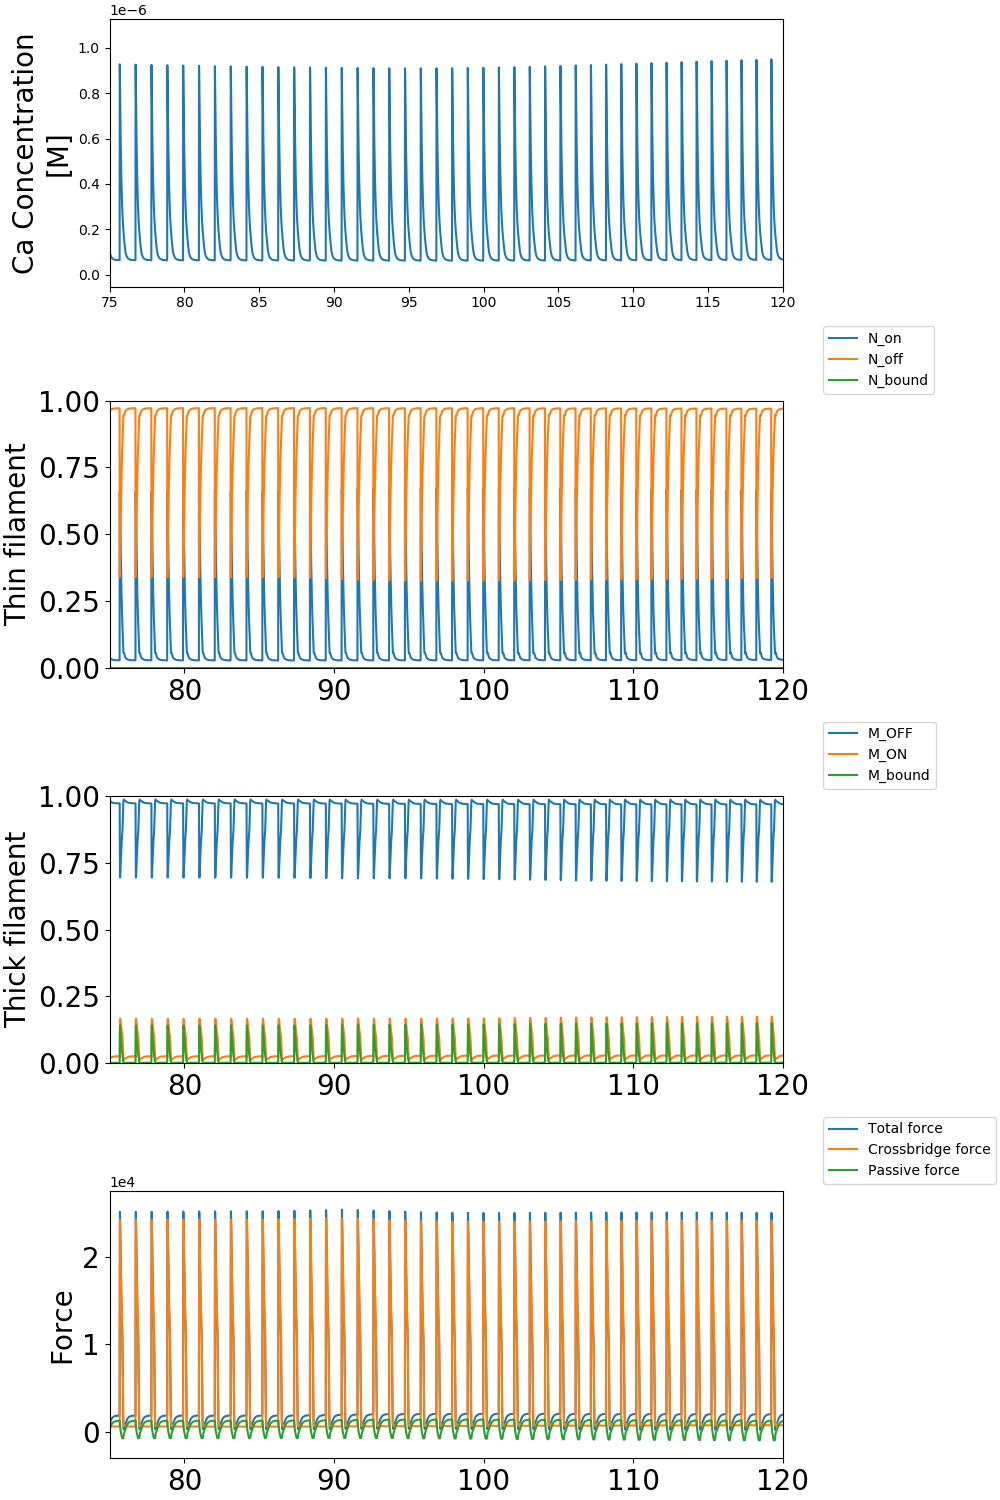 1e−6
Ca Concentration
[M]
1.0
0.8
0.6
0.4
0.2
0.0
75 80 85 90 95 100 105 110 115 120
N_on
N_off
N_bound
Thin filament
1.00
0.75
0.50
0.25
0.00
80 90 100 110 120
M_OFF
M_ON
M_bound
Thick filament
1.00
0.75
0.50
0.25
0.00
80 90 100 110 120
Total force
Crossbridge force
Passive force
1e4
Force
2
1
0
80 90 100 110 120